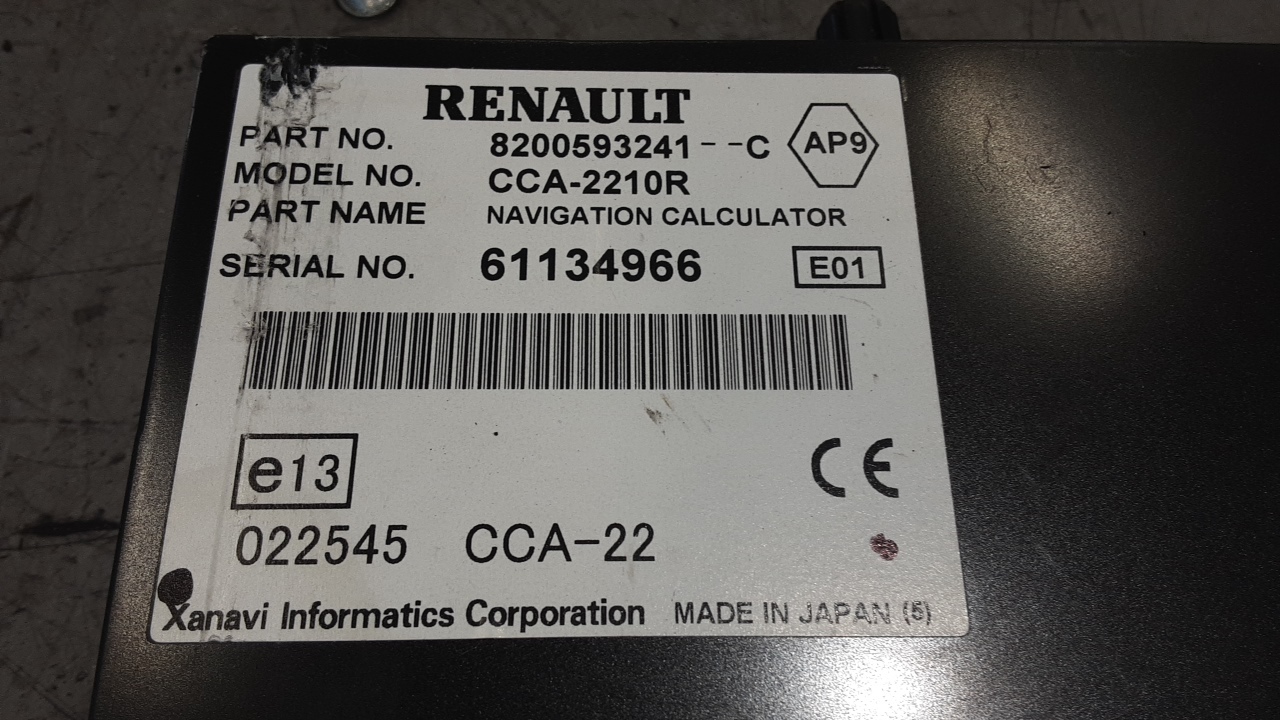 RENAULT
PART NO. 8200593241--C AP9
MODEL NO. CCA-2210R
PART NAME NAVIGATION CALCULATOR
SERIAL NO. 61134966 E01
e13 CE
022545 CCA-22
Xanavi Informatics Corporation MADE IN JAPAN (5)